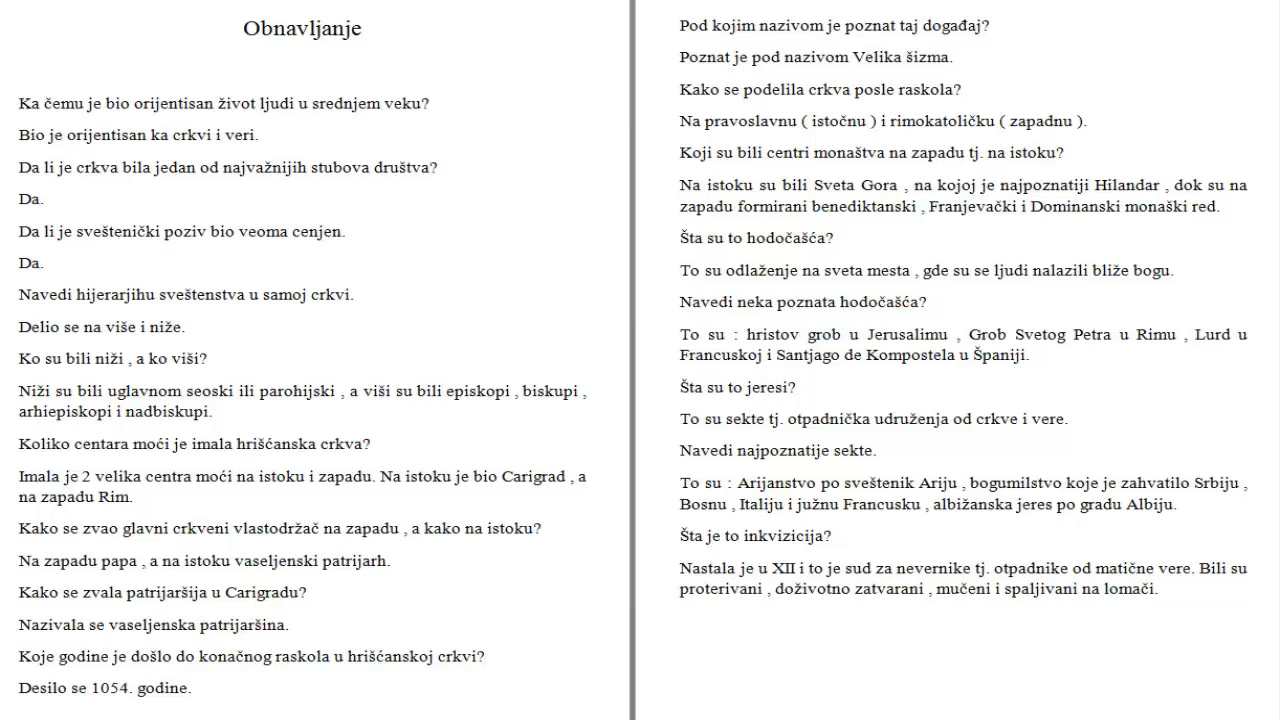 Obnavljanje
Ka čemu je bio orijentisan život ljudi u srednjem veku?
Bio je orijentisan ka crkvi i veri.
Da li je crkva bila jedan od najvažnijih stubova društva?
Da.
Da li je sveštenički poziv bio veoma cenjen.
Da.
Navedi hijerarjihu sveštenstva u samoj crkvi.
Delio se na više i niže.
Ko su bili niži , a ko viši?
Niži su bili uglavnom seoski ili parohijski , a viši su bili episkopi , biskupi ,
arhiepiskopi i nadbiskupi.
Koliko centara moći je imala hrišćanska crkva?
Imala je 2 velika centra moći na istoku i zapadu. Na istoku je bio Carigrad , a
na zapadu Rim.
Kako se zvao glavni crkveni vlastodržač na zapadu , a kako na istoku?
Na zapadu papa , a na istoku vaseljenski patrijarh.
Kako se zvala patrijaršija u Carigradu?
Nazivala se vaseljenska patrijaršina.
Koje godine je došlo do konačnog raskola u hrišćanskoj crkvi?
Desilo se 1054. godine.
Pod kojim nazivom je poznat taj događaj?
Poznat je pod nazivom Velika šizma.
Kako se podelila crkva posle raskola?
Na pravoslavnu ( istočnu ) i rimokatoličku ( zapadnu ).
Koji su bili centri monaštva na zapadu tj. na istoku?
Na istoku su bili Sveta Gora , na kojoj je najpoznatiji Hilandar , dok su na
zapadu formirani benediktanski , Franjevački i Dominanski monaški red.
Šta su to hodočašća?
To su odlaženje na sveta mesta , gde su se ljudi nalazili bliže bogu.
Navedi neka poznata hodočašća?
To su : hristov grob u Jerusalimu , Grob Svetog Petra u Rimu , Lurd u
Francuskoj i Santjago de Kompostela u Španiji.
Šta su to jeresi?
To su sekte tj. otpadnička udruženja od crkve i vere.
Navedi najpoznatije sekte.
To su : Arijanstvo po sveštenik Ariju , bogumilstvo koje je zahvatilo Srbiju ,
Bosnu , Italiju i južnu Francusku , albižanska jeres po gradu Albiju.
Šta je to inkvizicija?
Nastala je u XII i to je sud za nevernike tj. otpadnike od matične vere. Bili su
proterivani , doživotno zatvarani , mučeni i spaljivani na lomači.